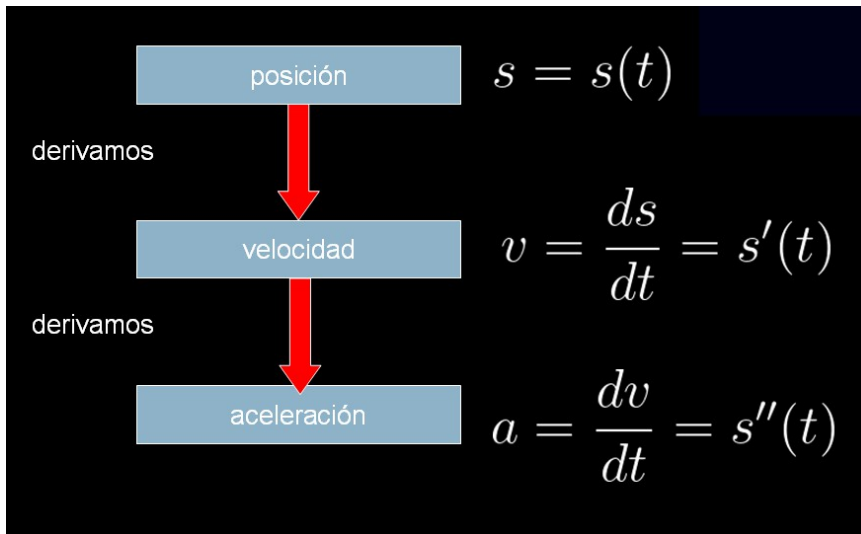 posición
s = s(t)
derivamos
velocidad
v = ds/dt = s′(t)
derivamos
aceleración
a = dv/dt = s″(t)